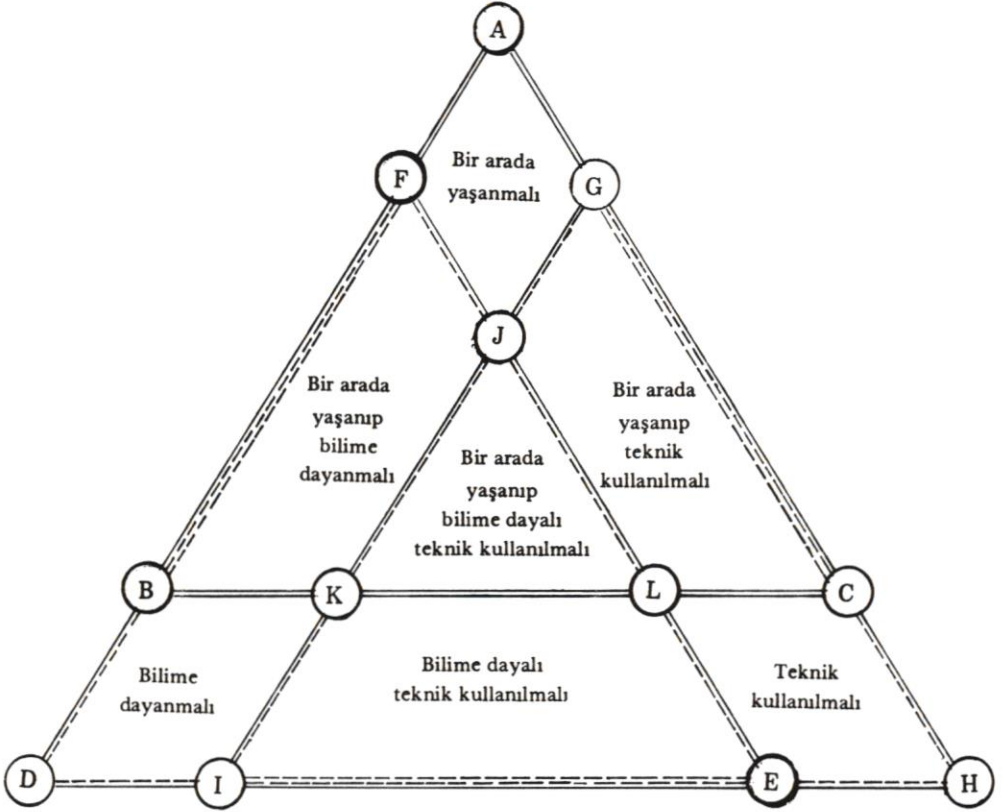 A
F
Bir arada
yaşanmalı
G
J
Bir arada
yaşanıp
bilime
dayanmalı
Bir arada
yaşanıp
teknik
kullanılmalı
Bir arada
yaşanıp
bilime dayalı
teknik kullanılmalı
B
K
L
C
Bilime
dayanmalı
Bilime dayalı
teknik kullanılmalı
Teknik
kullanılmalı
D
I
E
H